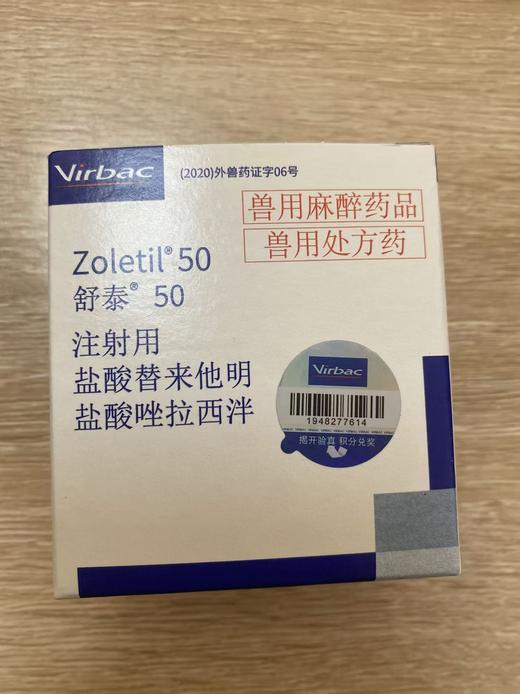 Virbac
(2020)外兽药证字06号
兽用麻醉药品
兽用处方药
Zoletil® 50
舒泰® 50
注射用
盐酸替来他明
盐酸唑拉西泮
Virbac
1948277614
揭开验真 积分兑奖